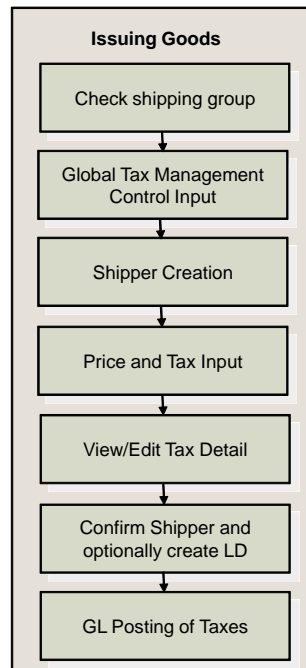 Issuing Goods
Check shipping group
Global Tax Management
Control Input
Shipper Creation
Price and Tax Input
View/Edit Tax Detail
Confirm Shipper and
optionally create LD
GL Posting of Taxes